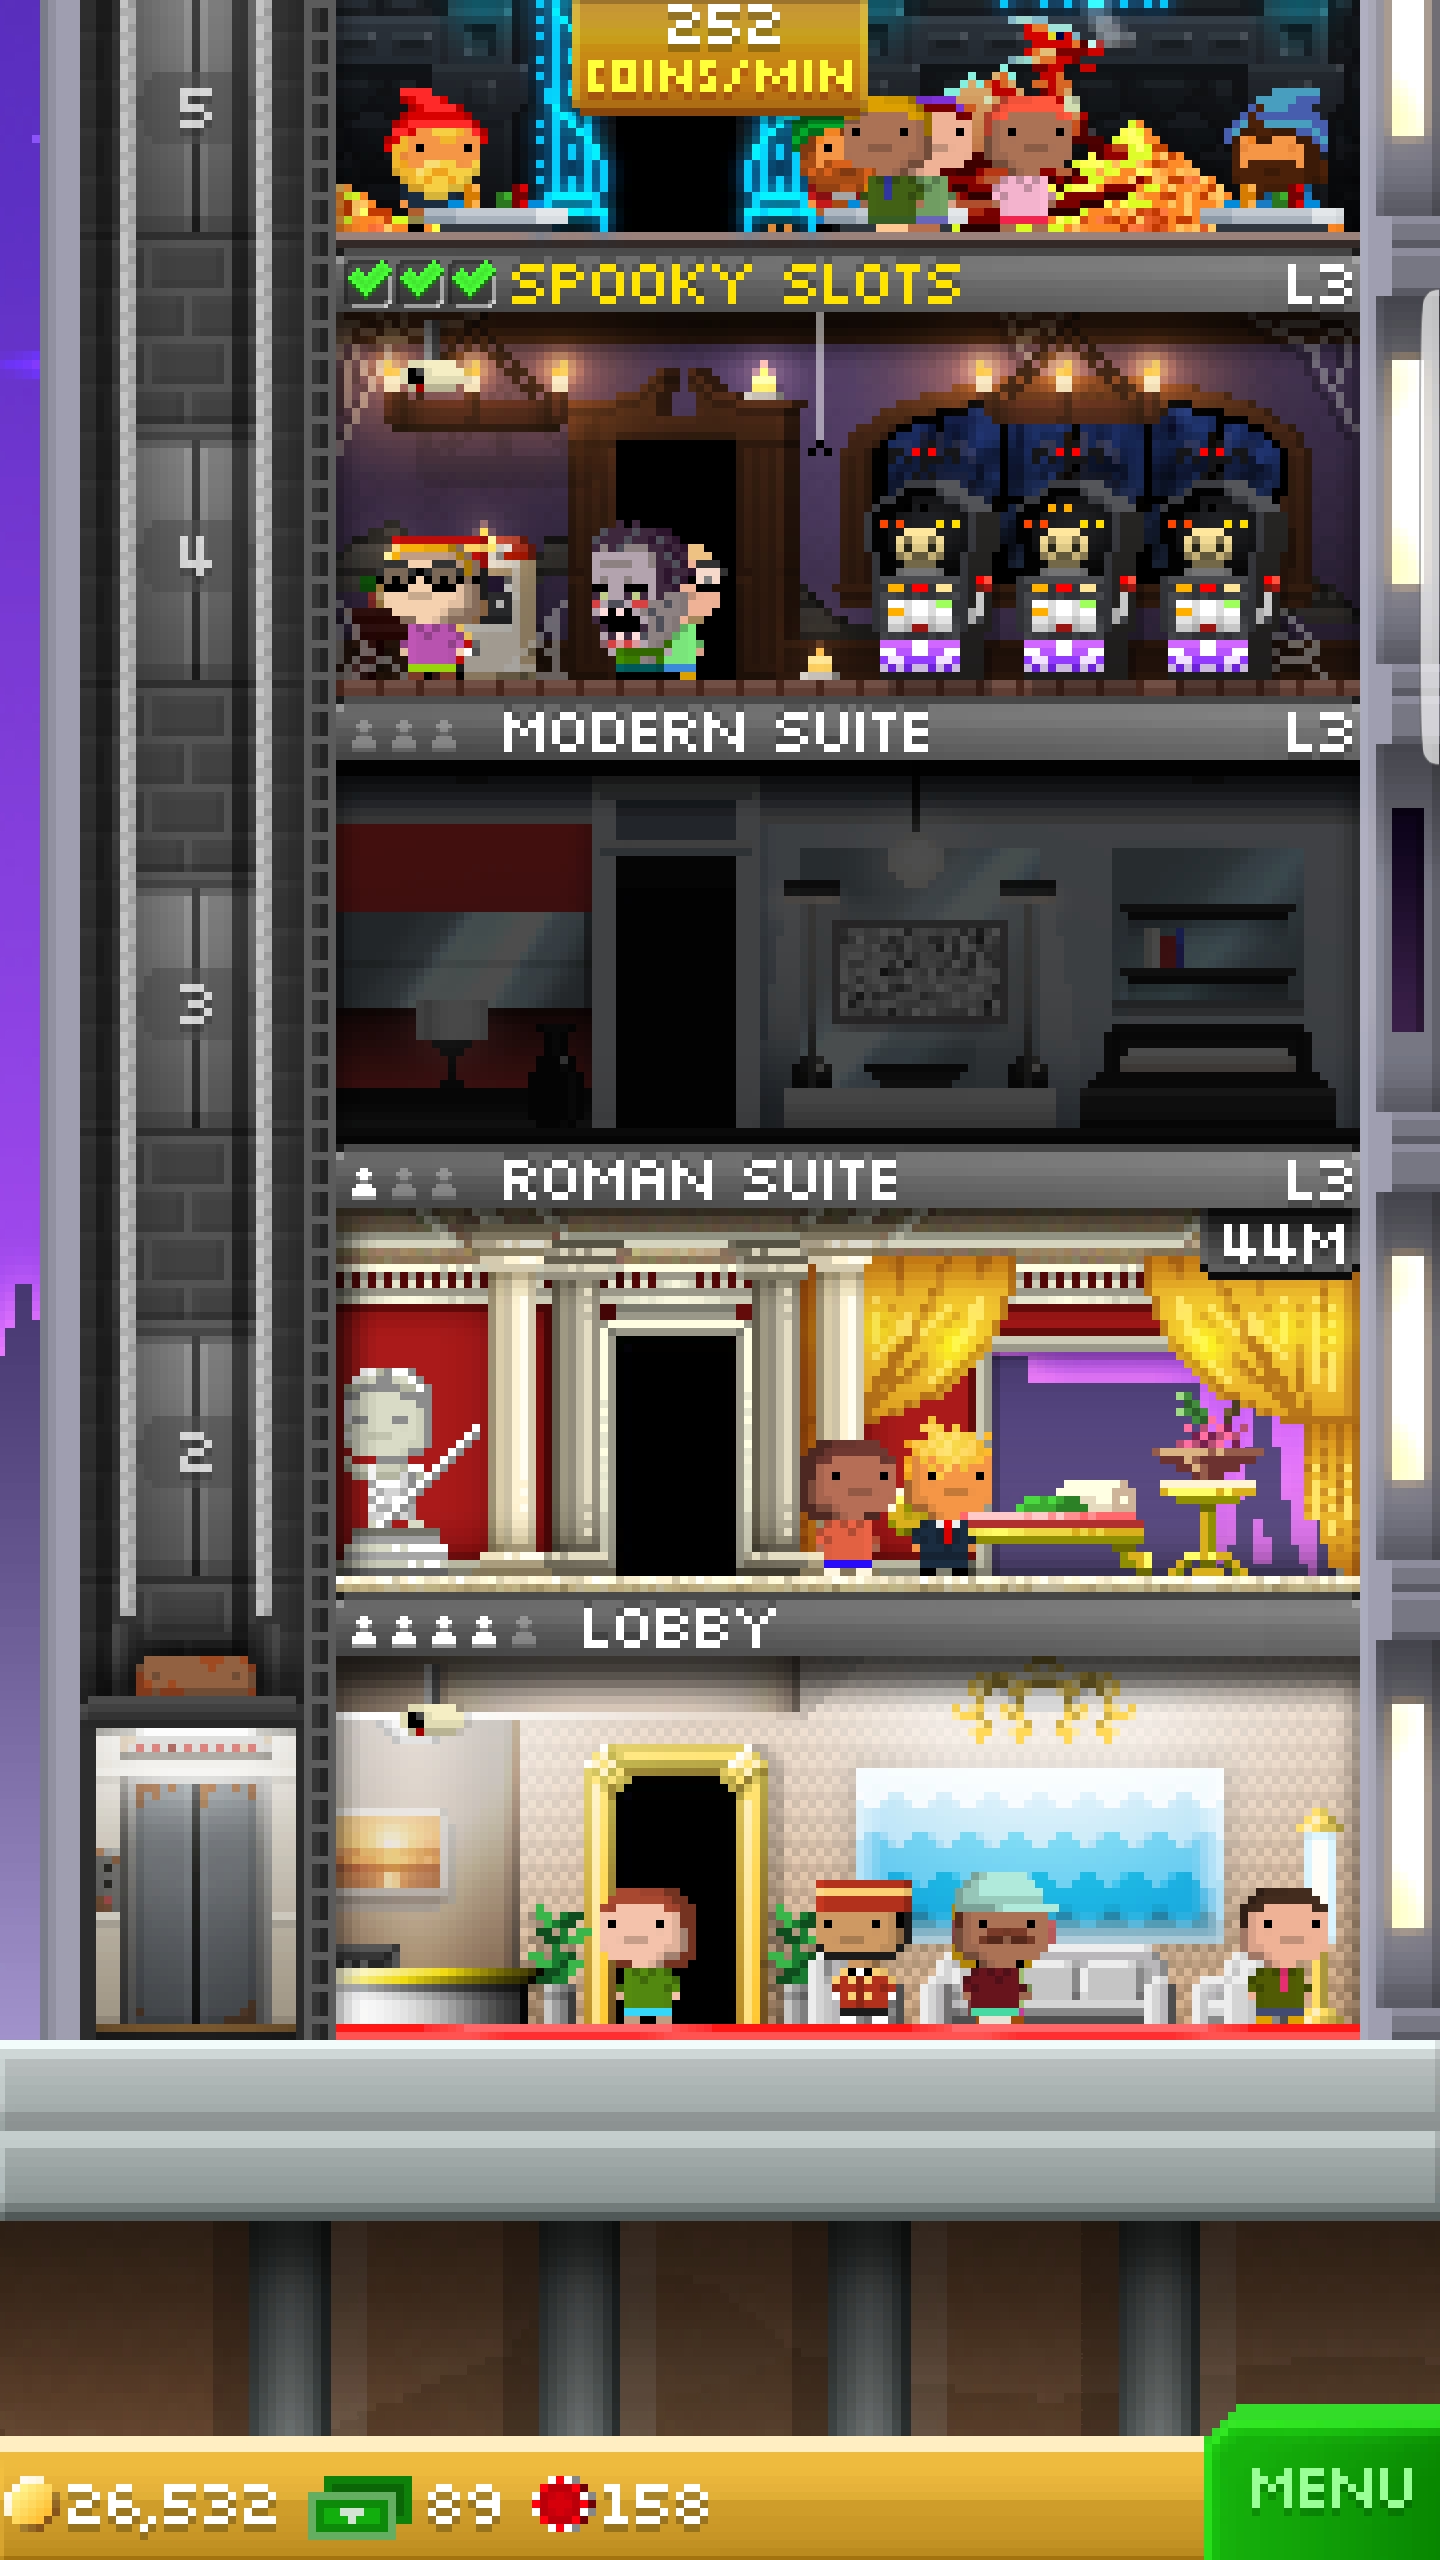 252
COINS/MIN
5
SPOOKY SLOTS L3
4
MODERN SUITE L3
3
ROMAN SUITE L3
44M
2
LOBBY
26,532 89 158
MENU